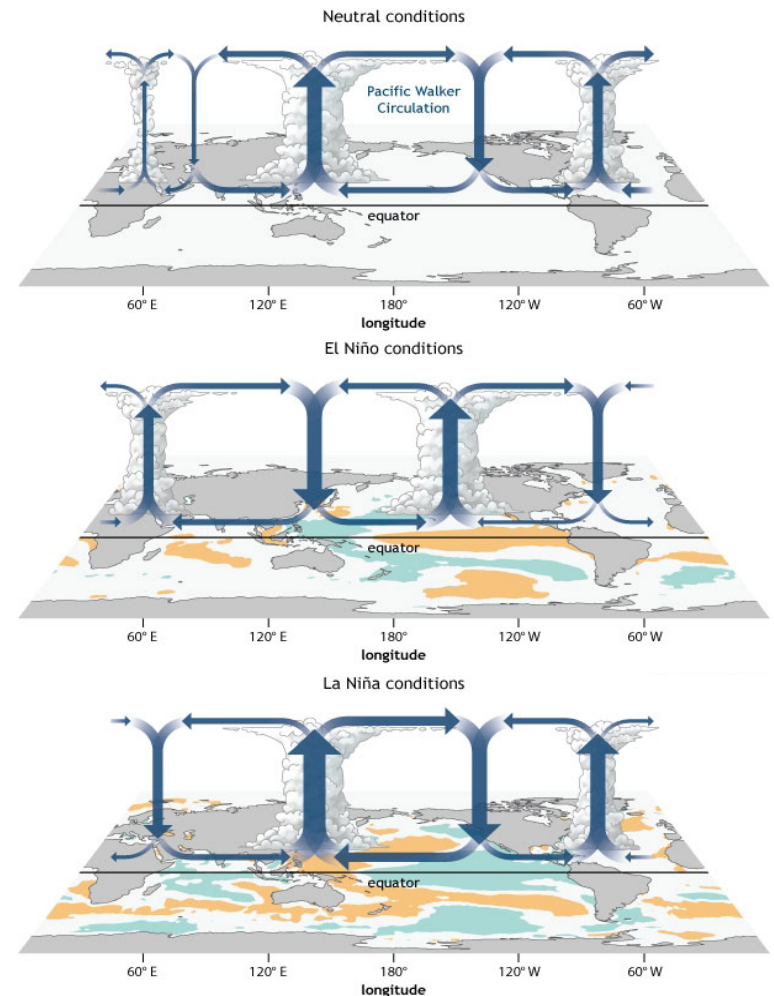 Neutral conditions
Pacific Walker
Circulation
equator
60° E 120° E 180° 120° W 60° W
longitude
El Niño conditions
equator
60° E 120° E 180° 120° W 60° W
longitude
La Niña conditions
equator
60° E 120° E 180° 120° W 60° W
longitude